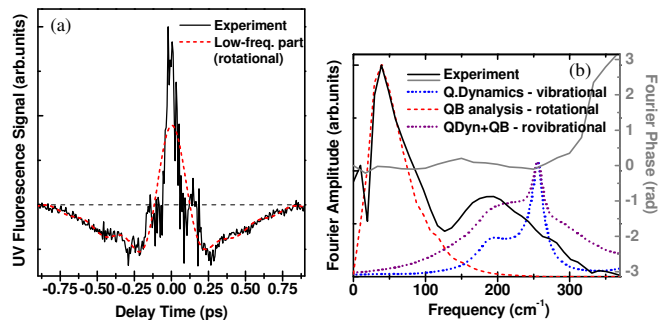 (a)
Experiment
Low-freq. part
(rotational)
UV Fluorescence Signal (arb.units)
-0.75 -0.50 -0.25 0.00 0.25 0.50 0.75
Delay Time (ps)
(b)
Experiment
Q.Dynamics - vibrational
QB analysis - rotational
QDyn+QB - rovibrational
Fourier Amplitude (arb.units)
3
2
1
0
-1
-2
-3
Fourier Phase (rad)
0 100 200 300
Frequency (cm-1)